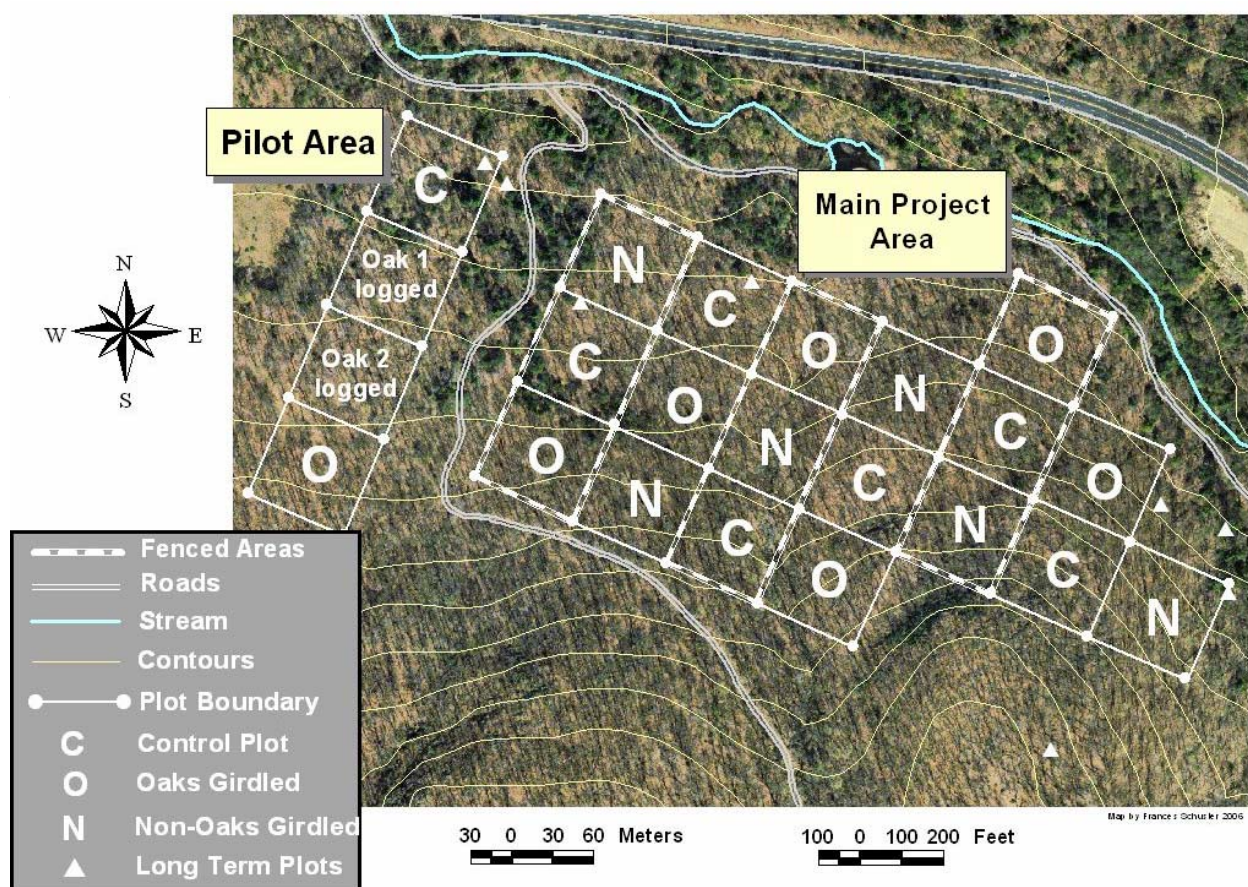 Pilot Area
Main Project
Area
N
W
E
S
C
Oak 1
logged
Oak 2
logged
O
N
C
O
C
O
N
O
N
C
N
C
O
O
C
N
O
C
N
Fenced Areas
Roads
Stream
Contours
Plot Boundary
C Control Plot
O Oaks Girdled
N Non-Oaks Girdled
Long Term Plots
30 0 30 60 Meters
100 0 100 200 Feet
Map by Frances Schuster 2006